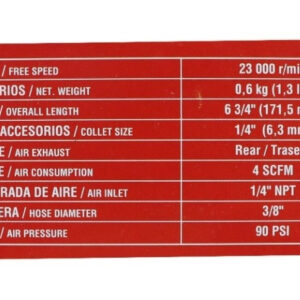 / FREE SPEED 23 000 r/mi
RIOS / NET. WEIGHT 0,6 kg (1,3 l
/ OVERALL LENGTH 6 3/4" (171,5 m
ACCESORIOS / COLLET SIZE 1/4" (6,3 m
E / AIR EXHAUST Rear / Trase
E / AIR CONSUMPTION 4 SCFM
RADA DE AIRE / AIR INLET 1/4" NPT
ERA / HOSE DIAMETER 3/8"
/ AIR PRESSURE 90 PSI